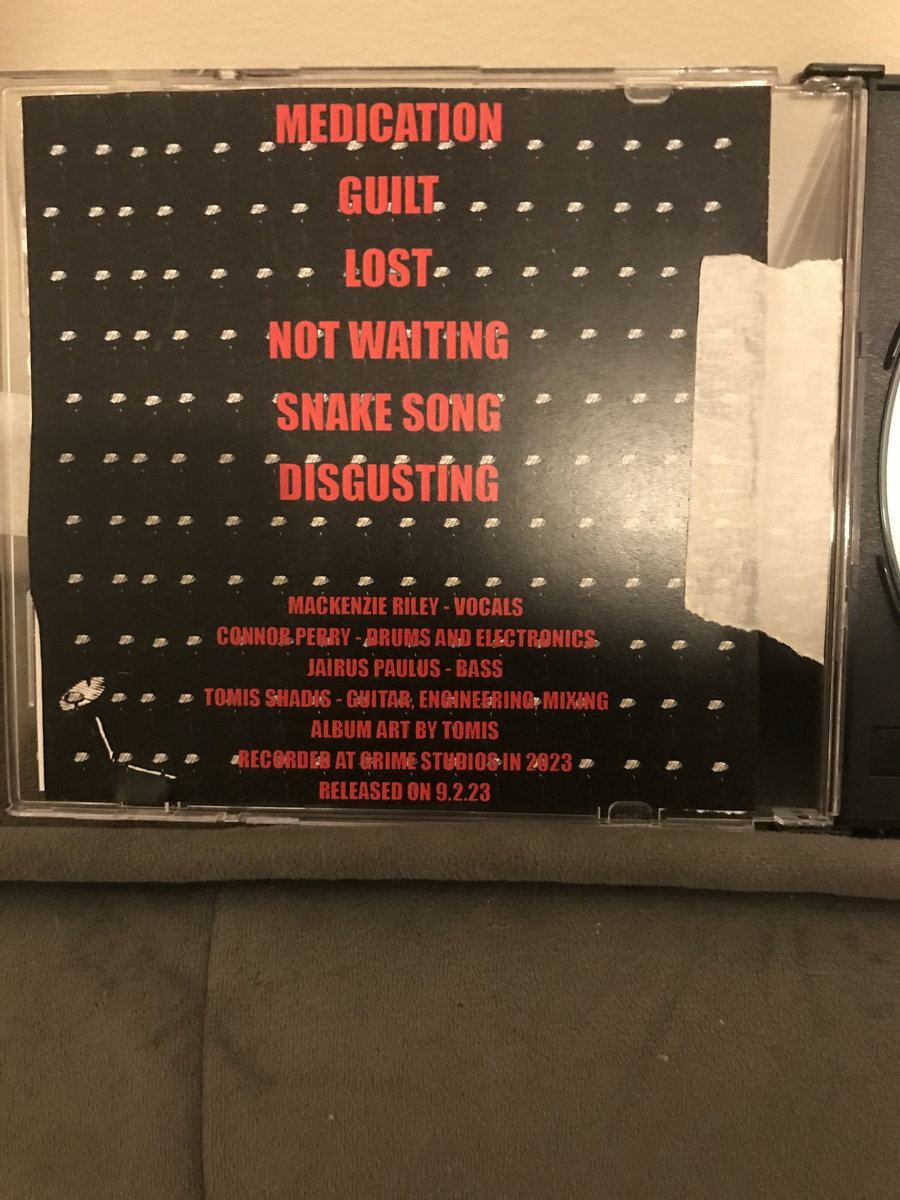 MEDICATION
GUILT
LOST
NOT WAITING
SNAKE SONG
DISGUSTING
MACKENZIE RILEY - VOCALS
CONNOR PERRY - DRUMS AND ELECTRONICS
JAIRUS PAULUS - BASS
TOMIS SHADIS - GUITAR, ENGINEERING, MIXING
ALBUM ART BY TOMIS
RECORDED AT GRIME STUDIOS IN 2023
RELEASED ON 9.2.23